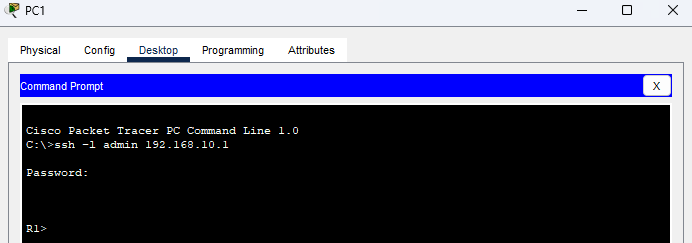 PC1
Physical Config Desktop Programming Attributes
Command Prompt
X
Cisco Packet Tracer PC Command Line 1.0
C:\>ssh -l admin 192.168.10.1
Password:
R1>